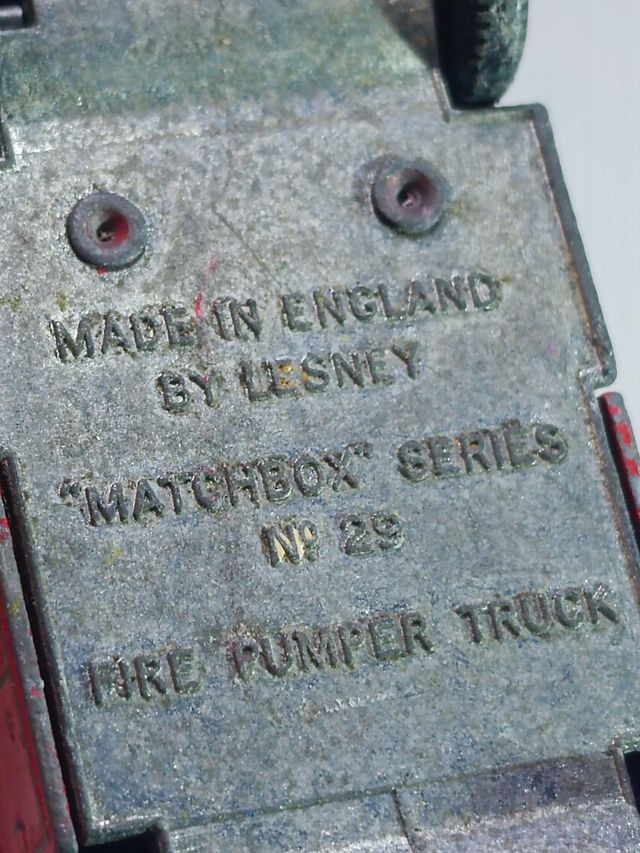 MADE IN ENGLAND
BY LESNEY
"MATCHBOX" SERIES
Nº 29
FIRE PUMPER TRUCK